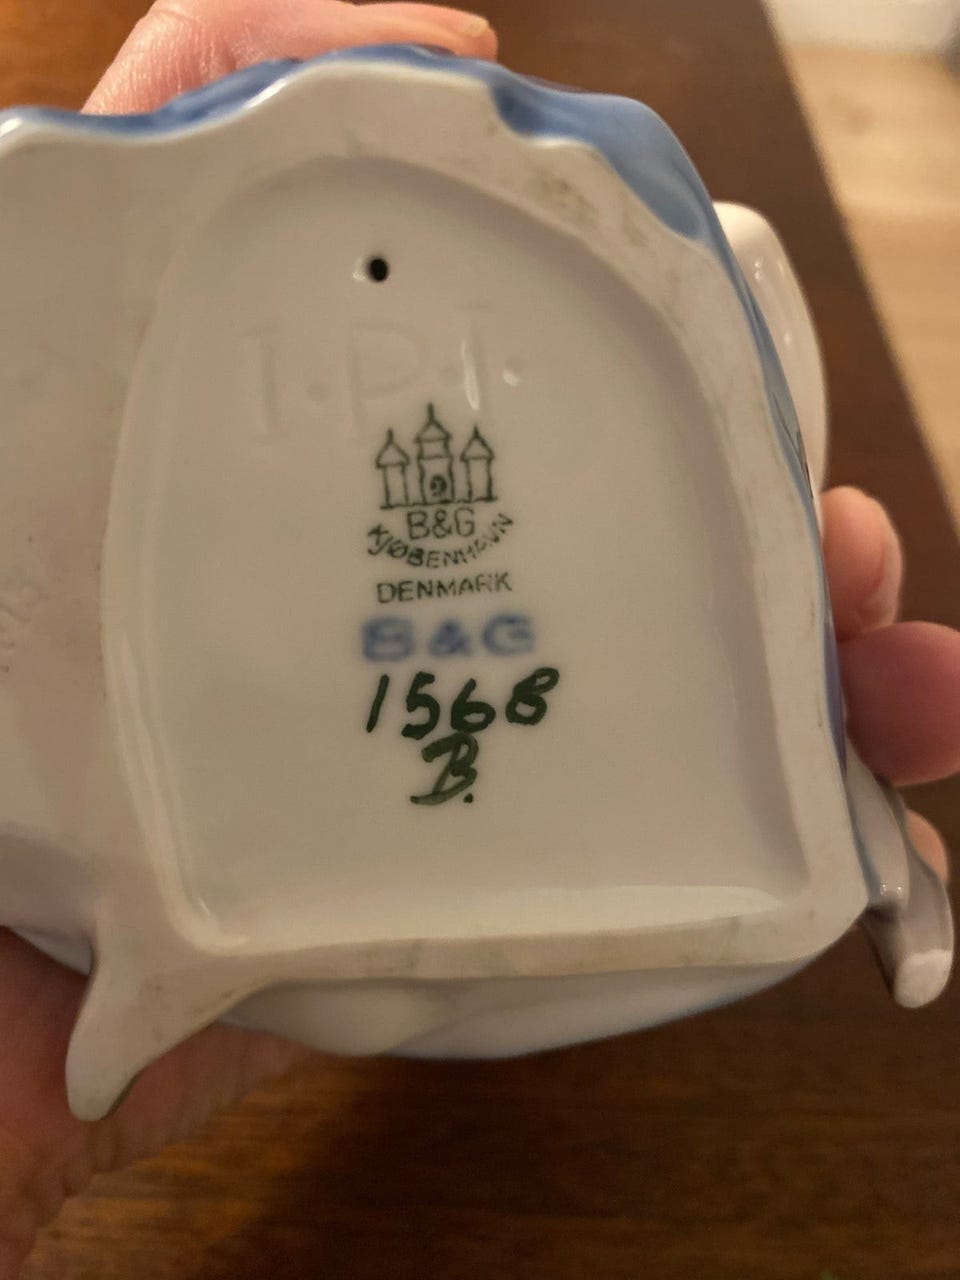 I·P·I·
B&G
KJØBENHAVN
DENMARK
B&G
1568
B.